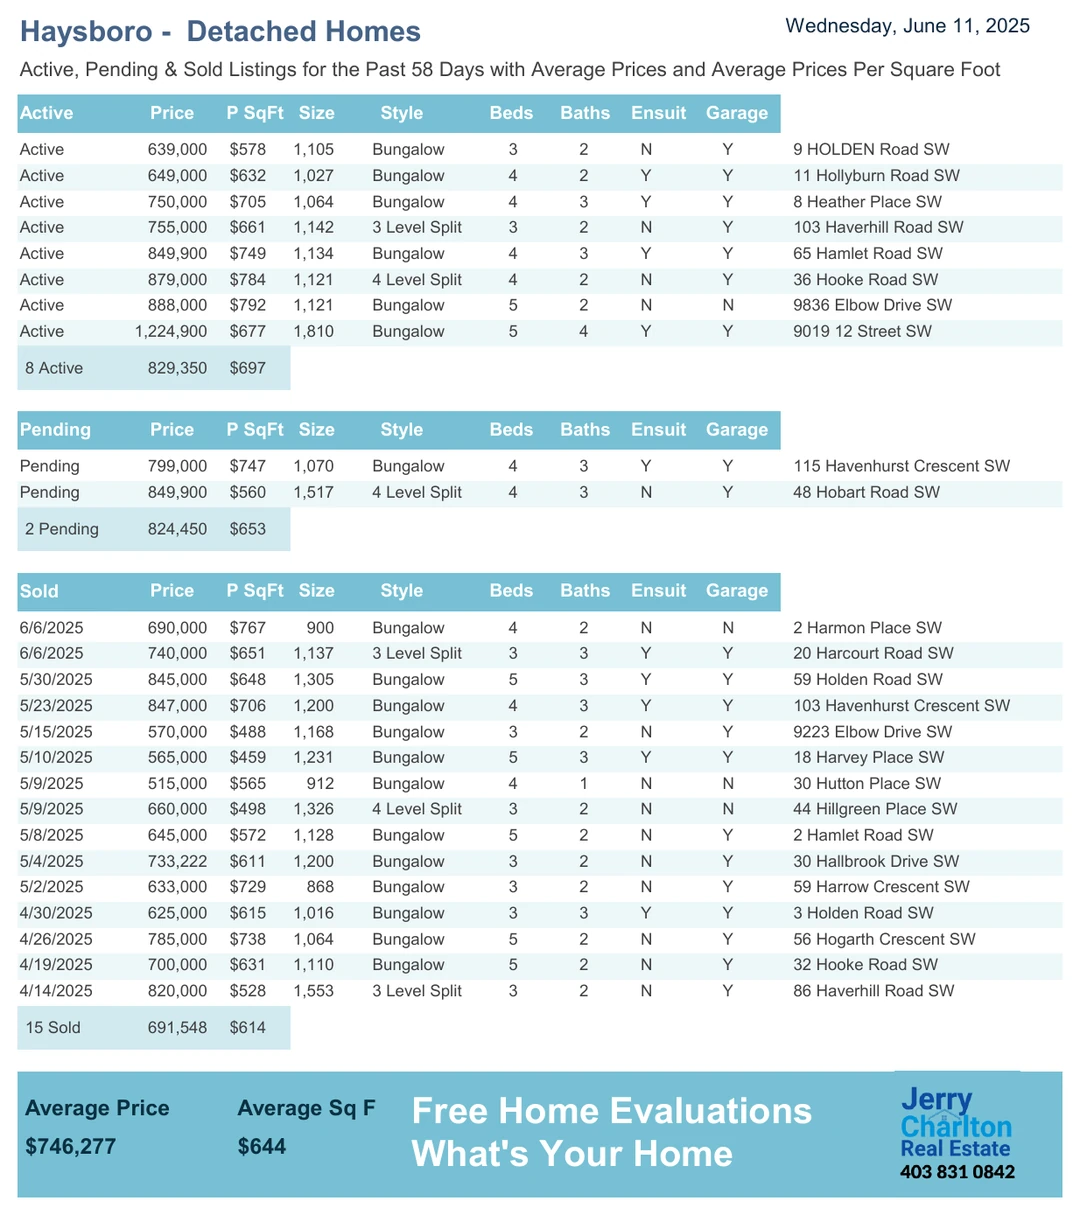 Haysboro - Detached Homes
Wednesday, June 11, 2025
Active, Pending & Sold Listings for the Past 58 Days with Average Prices and Average Prices Per Square Foot
Active Price P SqFt Size Style Beds Baths Ensuit Garage
Active 639,000 $578 1,105 Bungalow 3 2 N Y 9 HOLDEN Road SW
Active 649,000 $632 1,027 Bungalow 4 2 Y Y 11 Hollyburn Road SW
Active 750,000 $705 1,064 Bungalow 4 3 Y Y 8 Heather Place SW
Active 755,000 $661 1,142 3 Level Split 3 2 N Y 103 Haverhill Road SW
Active 849,900 $749 1,134 Bungalow 4 3 Y Y 65 Hamlet Road SW
Active 879,000 $784 1,121 4 Level Split 4 2 N Y 36 Hooke Road SW
Active 888,000 $792 1,121 Bungalow 5 2 N N 9836 Elbow Drive SW
Active 1,224,900 $677 1,810 Bungalow 5 4 Y Y 9019 12 Street SW
8 Active 829,350 $697
Pending Price P SqFt Size Style Beds Baths Ensuit Garage
Pending 799,000 $747 1,070 Bungalow 4 3 Y Y 115 Havenhurst Crescent SW
Pending 849,900 $560 1,517 4 Level Split 4 3 N Y 48 Hobart Road SW
2 Pending 824,450 $653
Sold Price P SqFt Size Style Beds Baths Ensuit Garage
6/6/2025 690,000 $767 900 Bungalow 4 2 N N 2 Harmon Place SW
6/6/2025 740,000 $651 1,137 3 Level Split 3 3 Y Y 20 Harcourt Road SW
5/30/2025 845,000 $648 1,305 Bungalow 5 3 Y Y 59 Holden Road SW
5/23/2025 847,000 $706 1,200 Bungalow 4 3 Y Y 103 Havenhurst Crescent SW
5/15/2025 570,000 $488 1,168 Bungalow 3 2 N Y 9223 Elbow Drive SW
5/10/2025 565,000 $459 1,231 Bungalow 5 3 Y Y 18 Harvey Place SW
5/9/2025 515,000 $565 912 Bungalow 4 1 N N 30 Hutton Place SW
5/9/2025 660,000 $498 1,326 4 Level Split 3 2 N N 44 Hillgreen Place SW
5/8/2025 645,000 $572 1,128 Bungalow 5 2 N Y 2 Hamlet Road SW
5/4/2025 733,222 $611 1,200 Bungalow 3 2 N Y 30 Hallbrook Drive SW
5/2/2025 633,000 $729 868 Bungalow 3 2 N Y 59 Harrow Crescent SW
4/30/2025 625,000 $615 1,016 Bungalow 3 3 Y Y 3 Holden Road SW
4/26/2025 785,000 $738 1,064 Bungalow 5 2 N Y 56 Hogarth Crescent SW
4/19/2025 700,000 $631 1,110 Bungalow 5 2 N Y 32 Hooke Road SW
4/14/2025 820,000 $528 1,553 3 Level Split 3 2 N Y 86 Haverhill Road SW
15 Sold 691,548 $614
Average Price Average Sq F
$746,277 $644
Free Home Evaluations
What's Your Home
Jerry
Charlton
Real Estate
403 831 0842